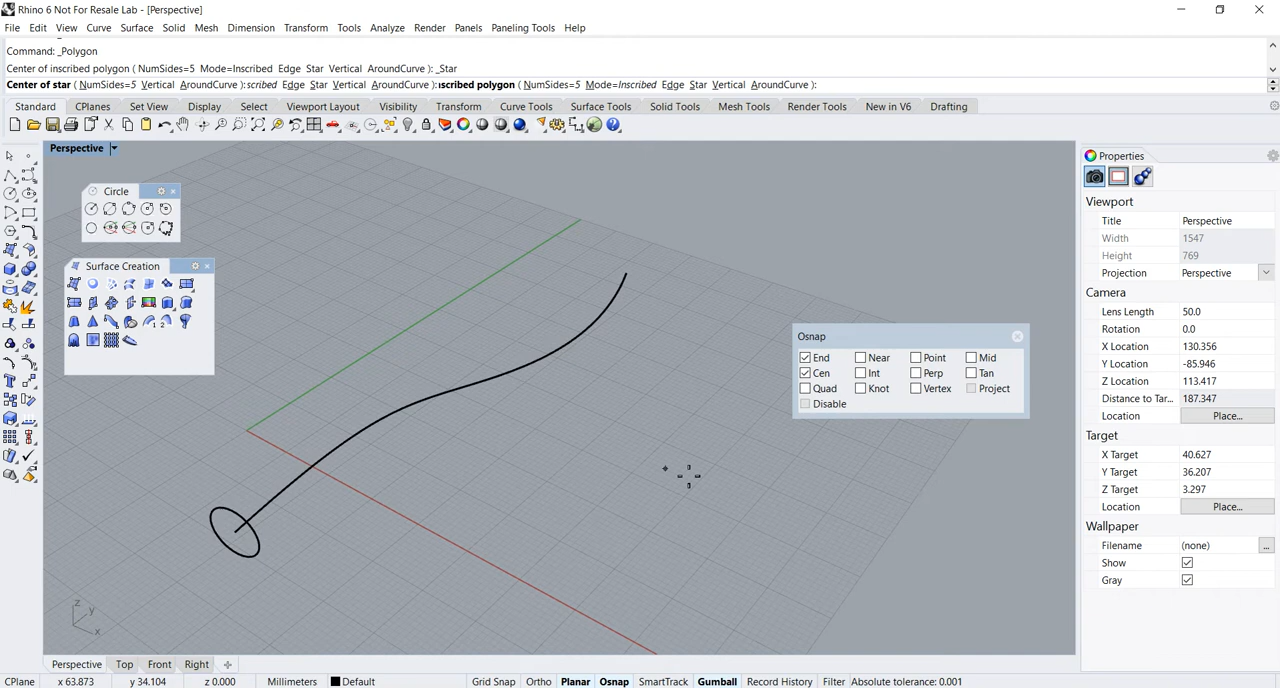 Rhino 6 Not For Resale Lab - [Perspective]
File Edit View Curve Surface Solid Mesh Dimension Transform Tools Analyze Render Panels Paneling Tools Help
Command: _Polygon
Center of inscribed polygon ( NumSides=5 Mode=Inscribed Edge Star Vertical AroundCurve ): _Star
Center of star ( NumSides=5 Vertical AroundCurve ):scribed Edge Star Vertical AroundCurve ):inscribed polygon ( NumSides=5 Mode=Inscribed Edge Star Vertical AroundCurve ):
Standard CPlanes Set View Display Select Viewport Layout Visibility Transform Curve Tools Surface Tools Solid Tools Mesh Tools Render Tools New in V6 Drafting
Perspective
Circle
Surface Creation
Osnap
End Near Point Mid
Cen Int Perp Tan
Quad Knot Vertex Project
Disable
z
y
x
Properties
Viewport
Title Perspective
Width 1547
Height 769
Projection Perspective
Camera
Lens Length 50.0
Rotation 0.0
X Location 130.356
Y Location -85.946
Z Location 113.417
Distance to Tar... 187.347
Location Place...
Target
X Target 40.627
Y Target 36.207
Z Target 3.297
Location Place...
Wallpaper
Filename (none) ...
Show
Gray
Perspective Top Front Right
CPlane x 63.873 y 34.104 z 0.000 Millimeters Default Grid Snap Ortho Planar Osnap SmartTrack Gumball Record History Filter Absolute tolerance: 0.001